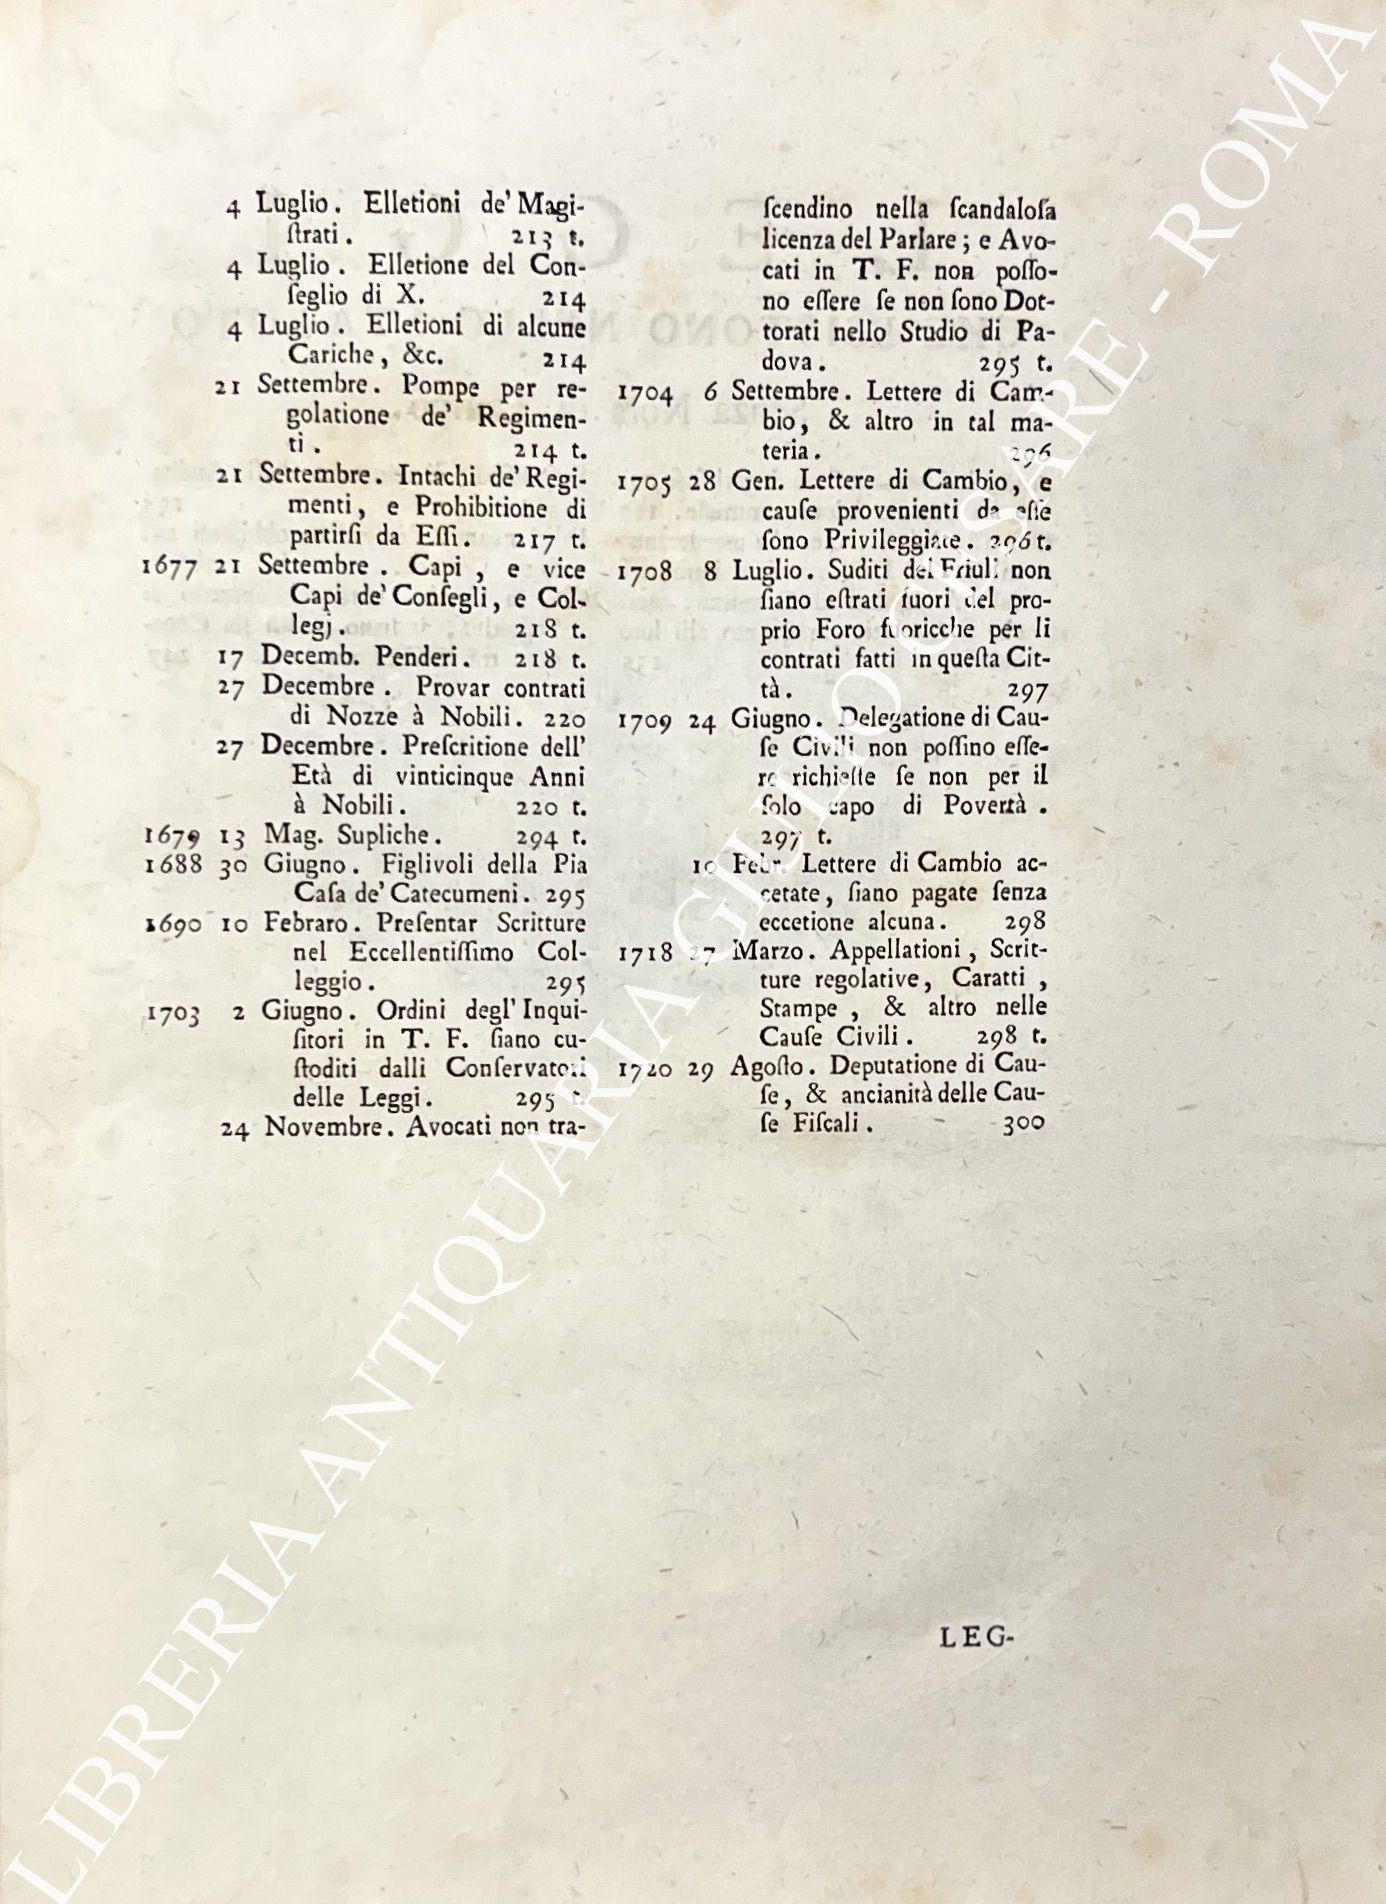 4 Luglio. Elletioni de' Magi-
ſtrati. 213 t.
4 Luglio. Elletione del Con-
ſeglio di X. 214
4 Luglio. Elletioni di alcune
Cariche, &c. 214
21 Settembre. Pompe per re-
golatione de' Regimen-
ti. 214 t.
21 Settembre. Intachi de' Regi-
menti, e Prohibitione di
partirſi da Eſſi. 217 t.
1677 21 Settembre. Capi, e vice
Capi de' Conſegli, e Col-
legj. 218 t.
17 Decemb. Penderi. 218 t.
27 Decembre. Provar contrati
di Nozze à Nobili. 220
27 Decembre. Preſcritione dell'
Età di vinticinque Anni
à Nobili. 220 t.
1679 13 Mag. Supliche. 294 t.
1688 30 Giugno. Figlivoli della Pia
Caſa de' Catecumeni. 295
1690 10 Febraro. Preſentar Scritture
nel Eccellentiſſimo Col-
leggio. 295
1703 2 Giugno. Ordini degl' Inqui-
ſitori in T. F. ſiano cu-
ſtoditi dalli Conſervatori
delle Leggi. 295 t.
24 Novembre. Avocati non tra-
ſcendino nella ſcandaloſa
licenza del Parlare; e Avo-
cati in T. F. non poſſo-
no eſſere ſe non ſono Dot-
torati nello Studio di Pa-
dova. 295 t.
1704 6 Settembre. Lettere di Cam-
bio, & altro in tal ma-
teria. 296
1705 28 Gen. Lettere di Cambio, e
cauſe provenienti da eſſe
ſono Privileggiate. 296 t.
1708 8 Luglio. Suditi del Friuli non
ſiano eſtrati fuori del pro-
prio Foro fuoricche per li
contrati fatti in queſta Cit-
tà. 297
1709 24 Giugno. Delegatione di Cau-
ſe Civili non poſſino eſſe-
re richieſte ſe non per il
ſolo capo di Povertà.
297 t.
10 Febr. Lettere di Cambio ac-
cetate, ſiano pagate ſenza
eccetione alcuna. 298
1718 27 Marzo. Appellationi, Scrit-
ture regolative, Caratti,
Stampe, & altro nelle
Cauſe Civili. 298 t.
1720 29 Agoſto. Deputatione di Cau-
ſe, & ancianità delle Cau-
ſe Fiſcali. 300
LEG-
LIBRERIA ANTIQUARIA GIULIO CESARE - ROMA